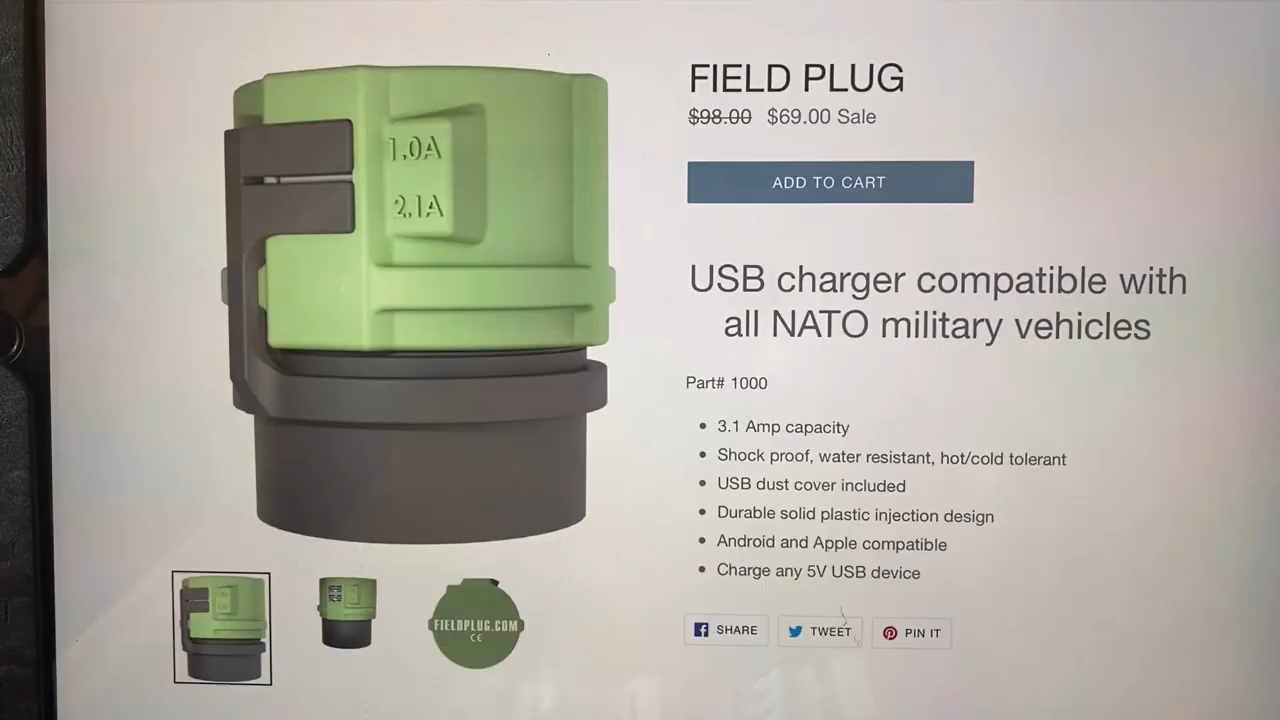 FIELD PLUG
$98.00 $69.00 Sale
ADD TO CART
USB charger compatible with
all NATO military vehicles
Part# 1000
• 3.1 Amp capacity
• Shock proof, water resistant, hot/cold tolerant
• USB dust cover included
• Durable solid plastic injection design
• Android and Apple compatible
• Charge any 5V USB device
SHARE
TWEET
PIN IT
1.0A
2.1A
FIELDPLUG.COM
CE